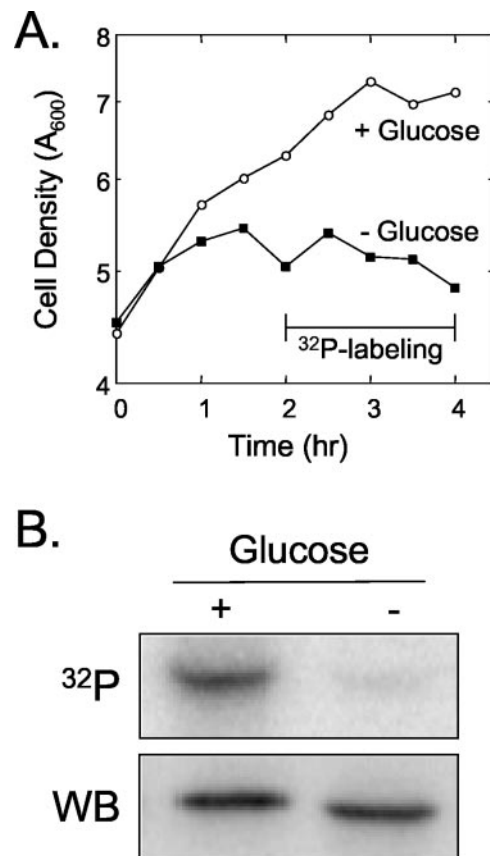 A.
8
7
6
5
4
Cell Density (A600)
+ Glucose
- Glucose
32P-labeling
0 1 2 3 4
Time (hr)
B.
Glucose
+ -
32P
WB